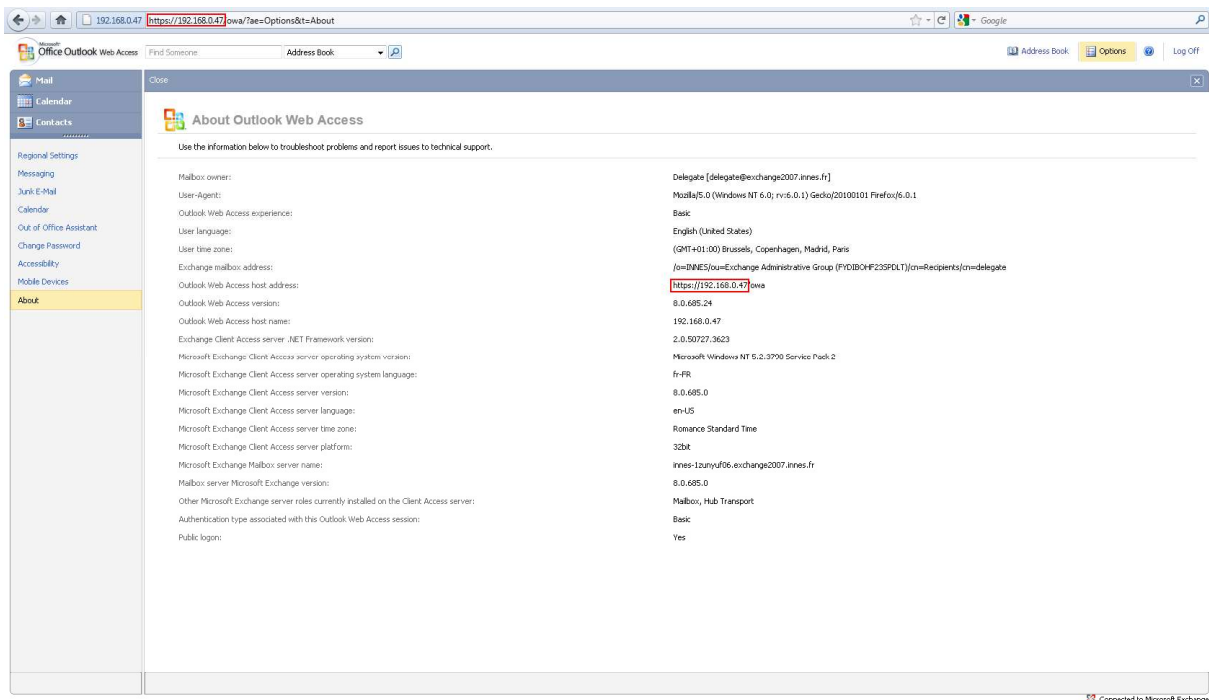 192.168.0.47 https://192.168.0.47/owa/?ae=Options&t=About Google
Microsoft
Office Outlook Web Access Find Someone Address Book Address Book Options Log Off
Mail Close
Calendar
Contacts
About Outlook Web Access
Use the information below to troubleshoot problems and report issues to technical support.
Regional Settings
Messaging
Junk E-Mail
Calendar
Out of Office Assistant
Change Password
Accessibility
Mobile Devices
About
Mailbox owner: Delegate [delegate@exchange2007.innes.fr]
User-Agent: Mozilla/5.0 (Windows NT 6.0; rv:6.0.1) Gecko/20100101 Firefox/6.0.1
Outlook Web Access experience: Basic
User language: English (United States)
User time zone: (GMT+01:00) Brussels, Copenhagen, Madrid, Paris
Exchange mailbox address: /o=INNES/ou=Exchange Administrative Group (FYDIBOHF23SPDLT)/cn=Recipients/cn=delegate
Outlook Web Access host address: https://192.168.0.47/owa
Outlook Web Access version: 8.0.685.24
Outlook Web Access host name: 192.168.0.47
Exchange Client Access server .NET Framework version: 2.0.50727.3623
Microsoft Exchange Client Access server operating system version: Microsoft Windows NT 5.2.3790 Service Pack 2
Microsoft Exchange Client Access server operating system language: fr-FR
Microsoft Exchange Client Access server version: 8.0.685.0
Microsoft Exchange Client Access server language: en-US
Microsoft Exchange Client Access server time zone: Romance Standard Time
Microsoft Exchange Client Access server platform: 32bit
Microsoft Exchange Mailbox server name: innes-1zunyuf06.exchange2007.innes.fr
Mailbox server Microsoft Exchange version: 8.0.685.0
Other Microsoft Exchange server roles currently installed on the Client Access server: Mailbox, Hub Transport
Authentication type associated with this Outlook Web Access session: Basic
Public logon: Yes
Connected to Microsoft Exchange